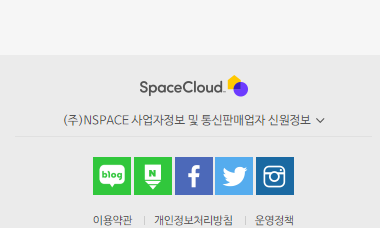 SpaceCloud.
(주)NSPACE 사업자정보 및 통신판매업자 신원정보
blog N f
이용약관 | 개인정보처리방침 | 운영정책